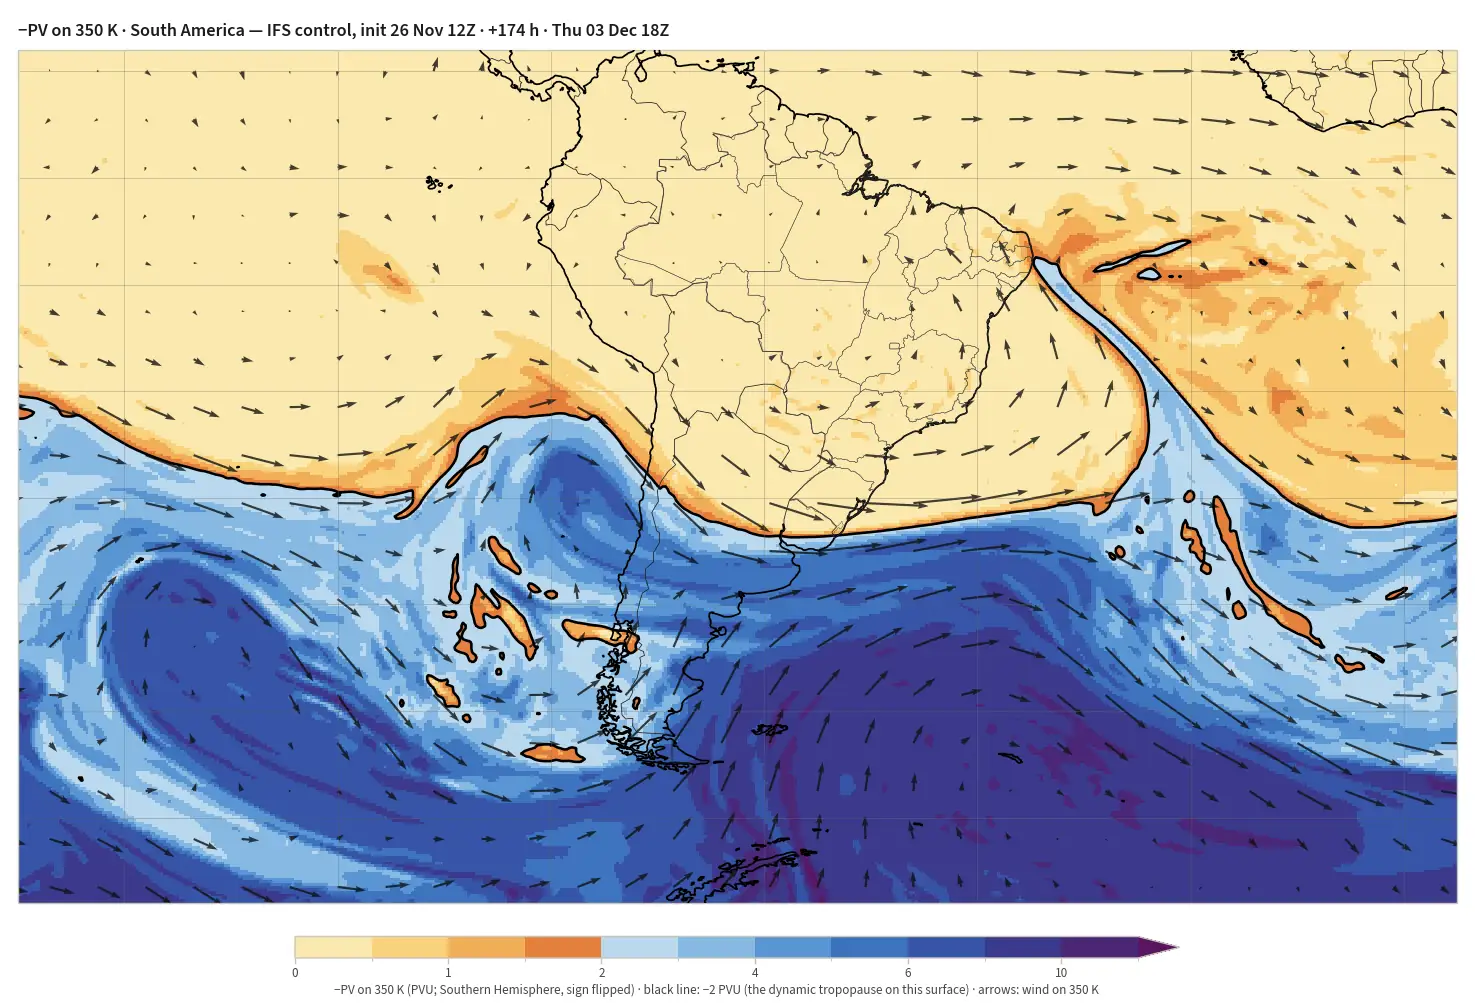 −PV on 350 K · South America — IFS control, init 26 Nov 12Z · +174 h · Thu 03 Dec 18Z
0 1 2 4 6 10
−PV on 350 K (PVU; Southern Hemisphere, sign flipped) · black line: −2 PVU (the dynamic tropopause on this surface) · arrows: wind on 350 K